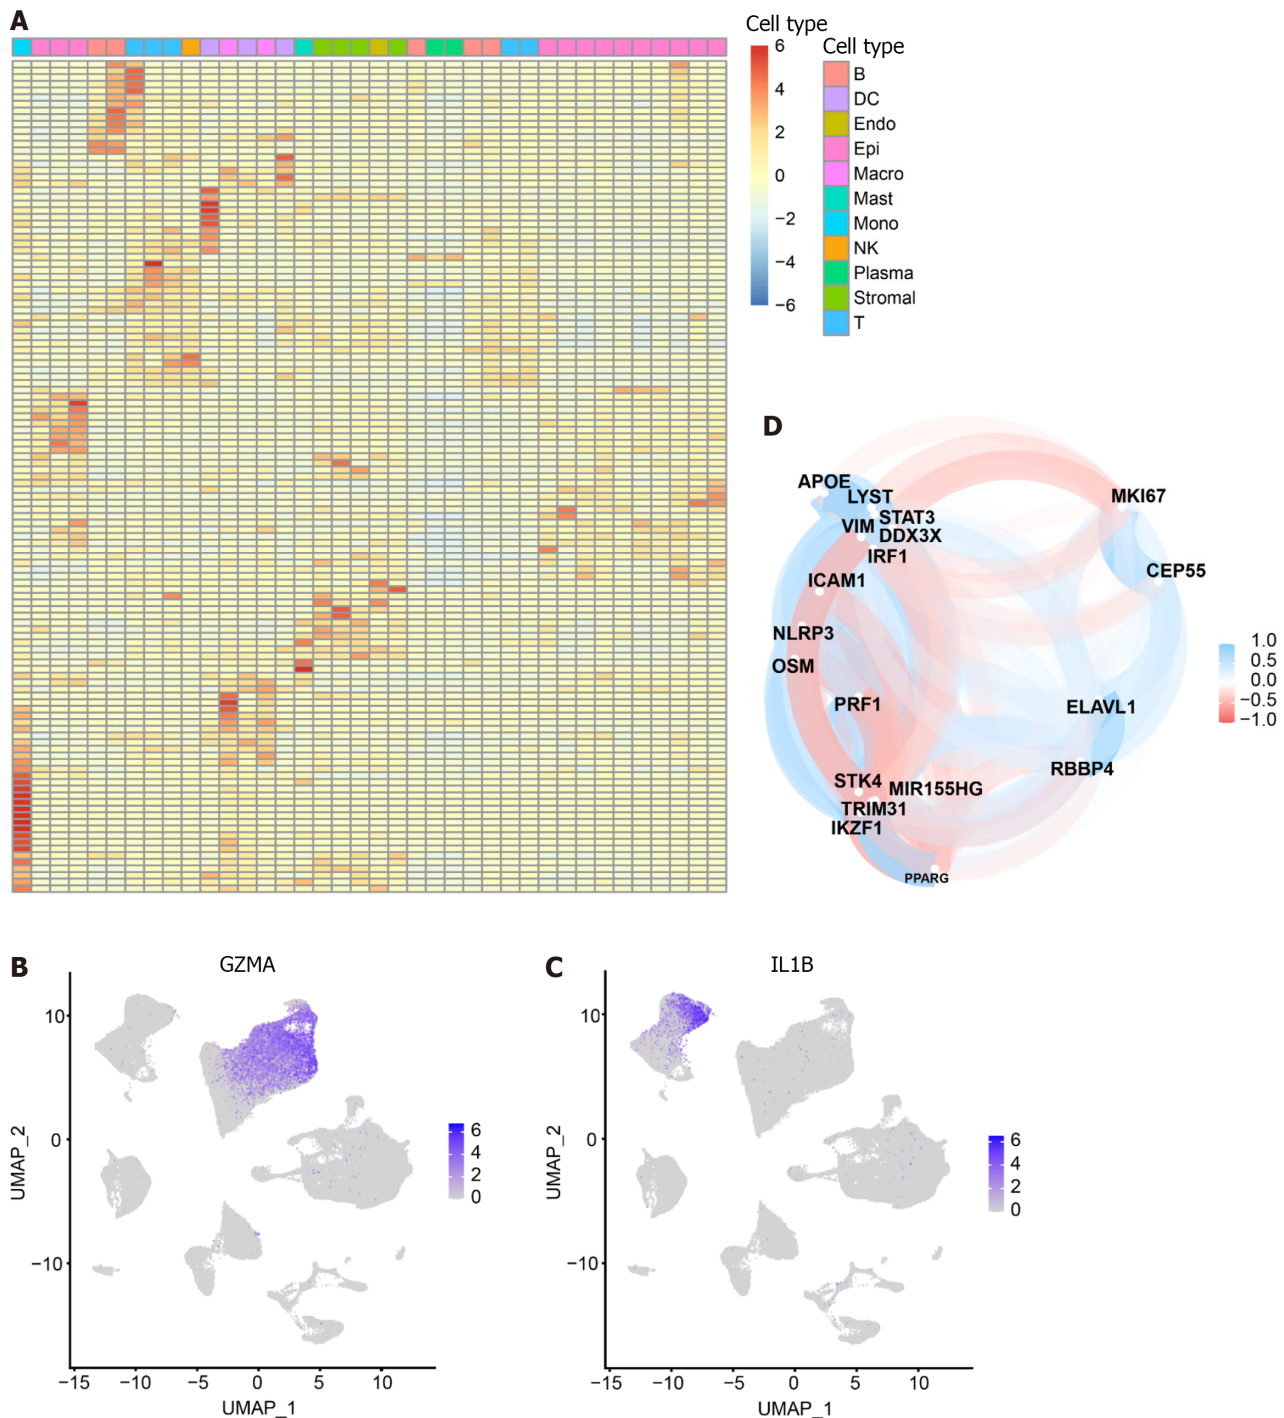 A
Cell type
6
4
2
0
−2
−4
−6
Cell type
B
DC
Endo
Epi
Macro
Mast
Mono
NK
Plasma
Stromal
T
D
APOE
LYST
STAT3
VIM
DDX3X
IRF1
ICAM1
NLRP3
OSM
PRF1
STK4
MIR155HG
TRIM31
IKZF1
PPARG
MKI67
CEP55
ELAVL1
RBBP4
1.0
0.5
0.0
−0.5
−1.0
B
GZMA
UMAP_2
10
0
−10
−15
−10
−5
0
5
10
UMAP_1
6
4
2
0
C
IL1B
UMAP_2
10
0
−10
−15
−10
−5
0
5
10
UMAP_1
6
4
2
0